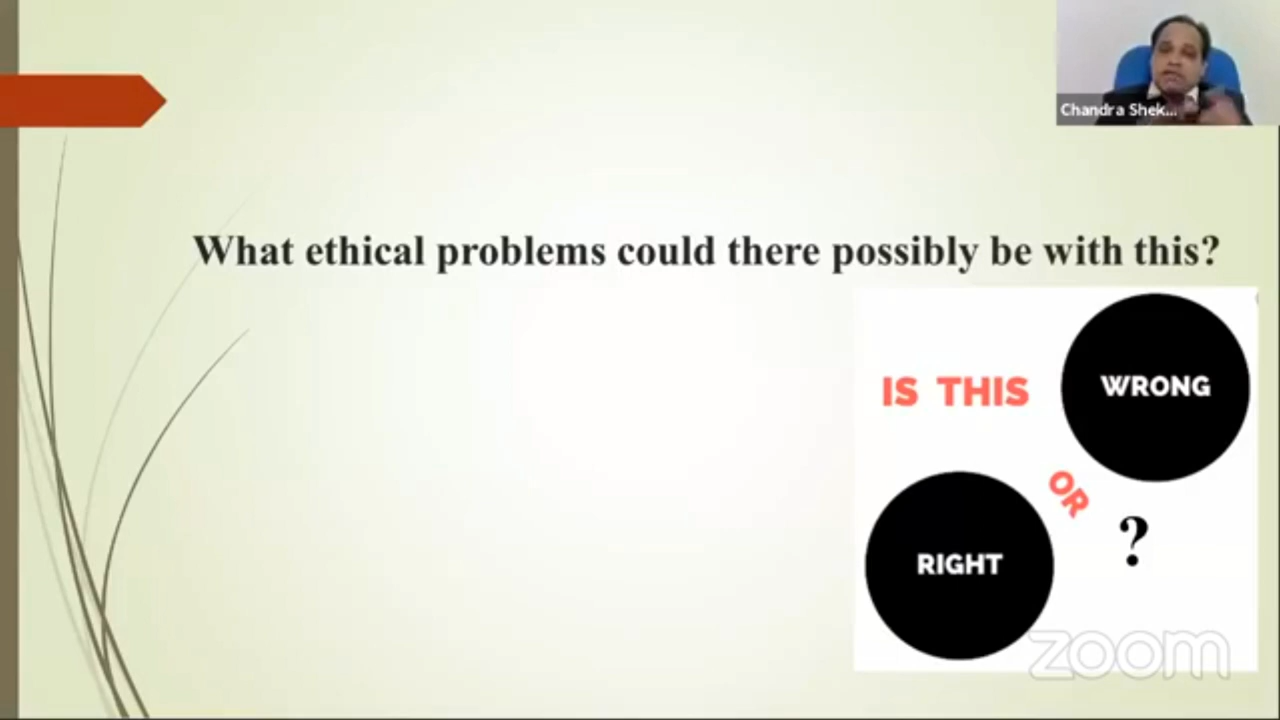 Chandra Shek...
What ethical problems could there possibly be with this?
IS THIS
WRONG
OR
RIGHT
?
zoom